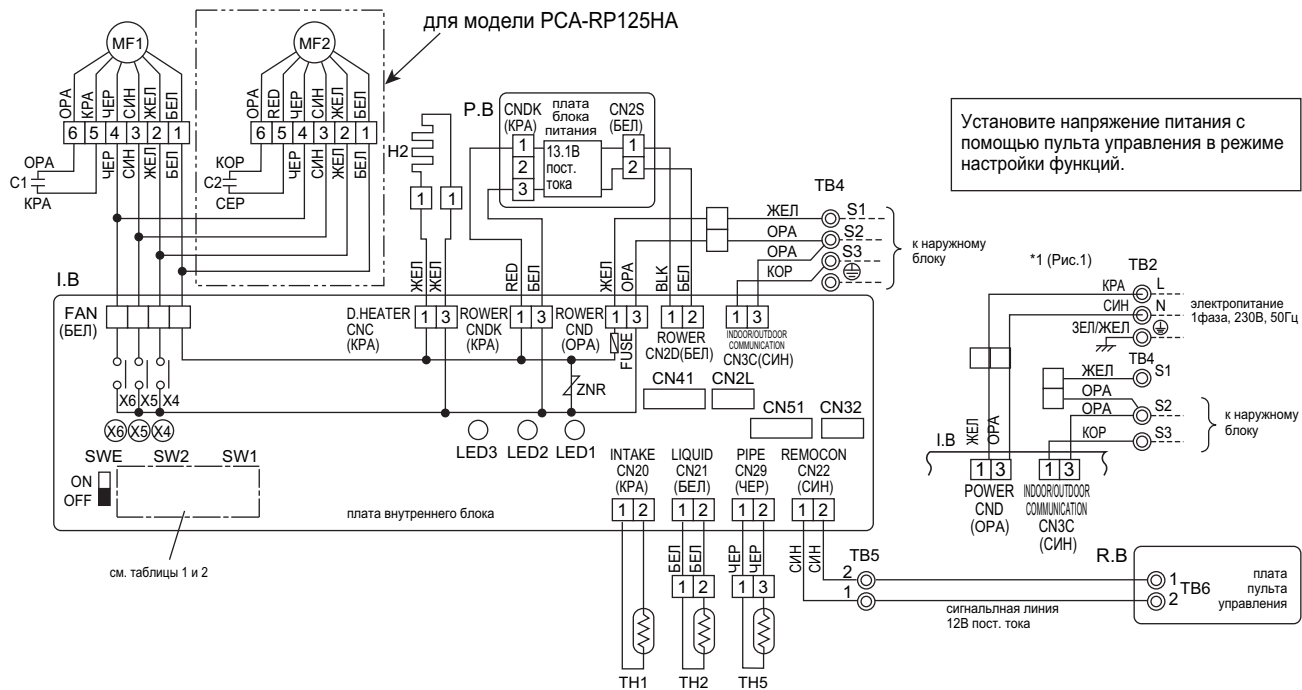 для модели PCA-RP125HA
MF1
MF2
ОРА КРА ЧЕР СИН ЖЕЛ БЕЛ
ОРА RED ЧЕР СИН ЖЕЛ БЕЛ
6 5 4 3 2 1
6 5 4 3 2 1
ОРА
C1
КРА
ЧЕР СИН ЖЕЛ БЕЛ
КОР
C2
СЕР
ЧЕР СИН ЖЕЛ БЕЛ
H2
1 1
P.B
CNDK
(КРА)
плата
блока
питания
CN2S
(БЕЛ)
1
2
3
13.1В
пост.
тока
1
2
Установите напряжение питания с
помощью пульта управления в режиме
настройки функций.
TB4
ЖЕЛ S1
ОРА S2
ОРА S3
КОР
к наружному
блоку
ЖЕЛ ЖЕЛ
RED БЕЛ
ЖЕЛ ОРА
BLK БЕЛ
I.B
FAN
(БЕЛ)
D.HEATER
CNC
(КРА)
1 3
ROWER
CNDK
(КРА)
1 3
ROWER
CND
(ОРА)
1 3
FUSE
1 2
ROWER
CN2D(БЕЛ)
1 3
INDOOR/OUTDOOR
COMMUNICATION
CN3C(СИН)
ZNR
CN41
CN2L
CN51
CN32
X6 X5 X4
X6 X5 X4
LED3 LED2 LED1
SWE SW2 SW1
ON
OFF
плата внутреннего блока
см. таблицы 1 и 2
INTAKE
CN20
(КРА)
1 2
LIQUID
CN21
(БЕЛ)
1 2
PIPE
CN29
(ЧЕР)
1 2
REMOCON
CN22
(СИН)
1 2
БЕЛ БЕЛ
ЧЕР ЧЕР
СИН СИН
1 2
1 3
TH1
TH2
TH5
TB5
2
1
сигнальлная линия
12В пост. тока
R.B
1
TB6
2
плата
пульта
управления
*1 (Рис.1)
TB2
КРА L
СИН N
ЗЕЛ/ЖЕЛ
электропитание
1фаза, 230В, 50Гц
TB4
ЖЕЛ S1
ОРА
ОРА S2
КОР S3
к наружному
блоку
I.B
ЖЕЛ ОРА
1 3
POWER
CND
(ОРА)
1 3
INDOOR/OUTDOOR
COMMUNICATION
CN3C
(СИН)